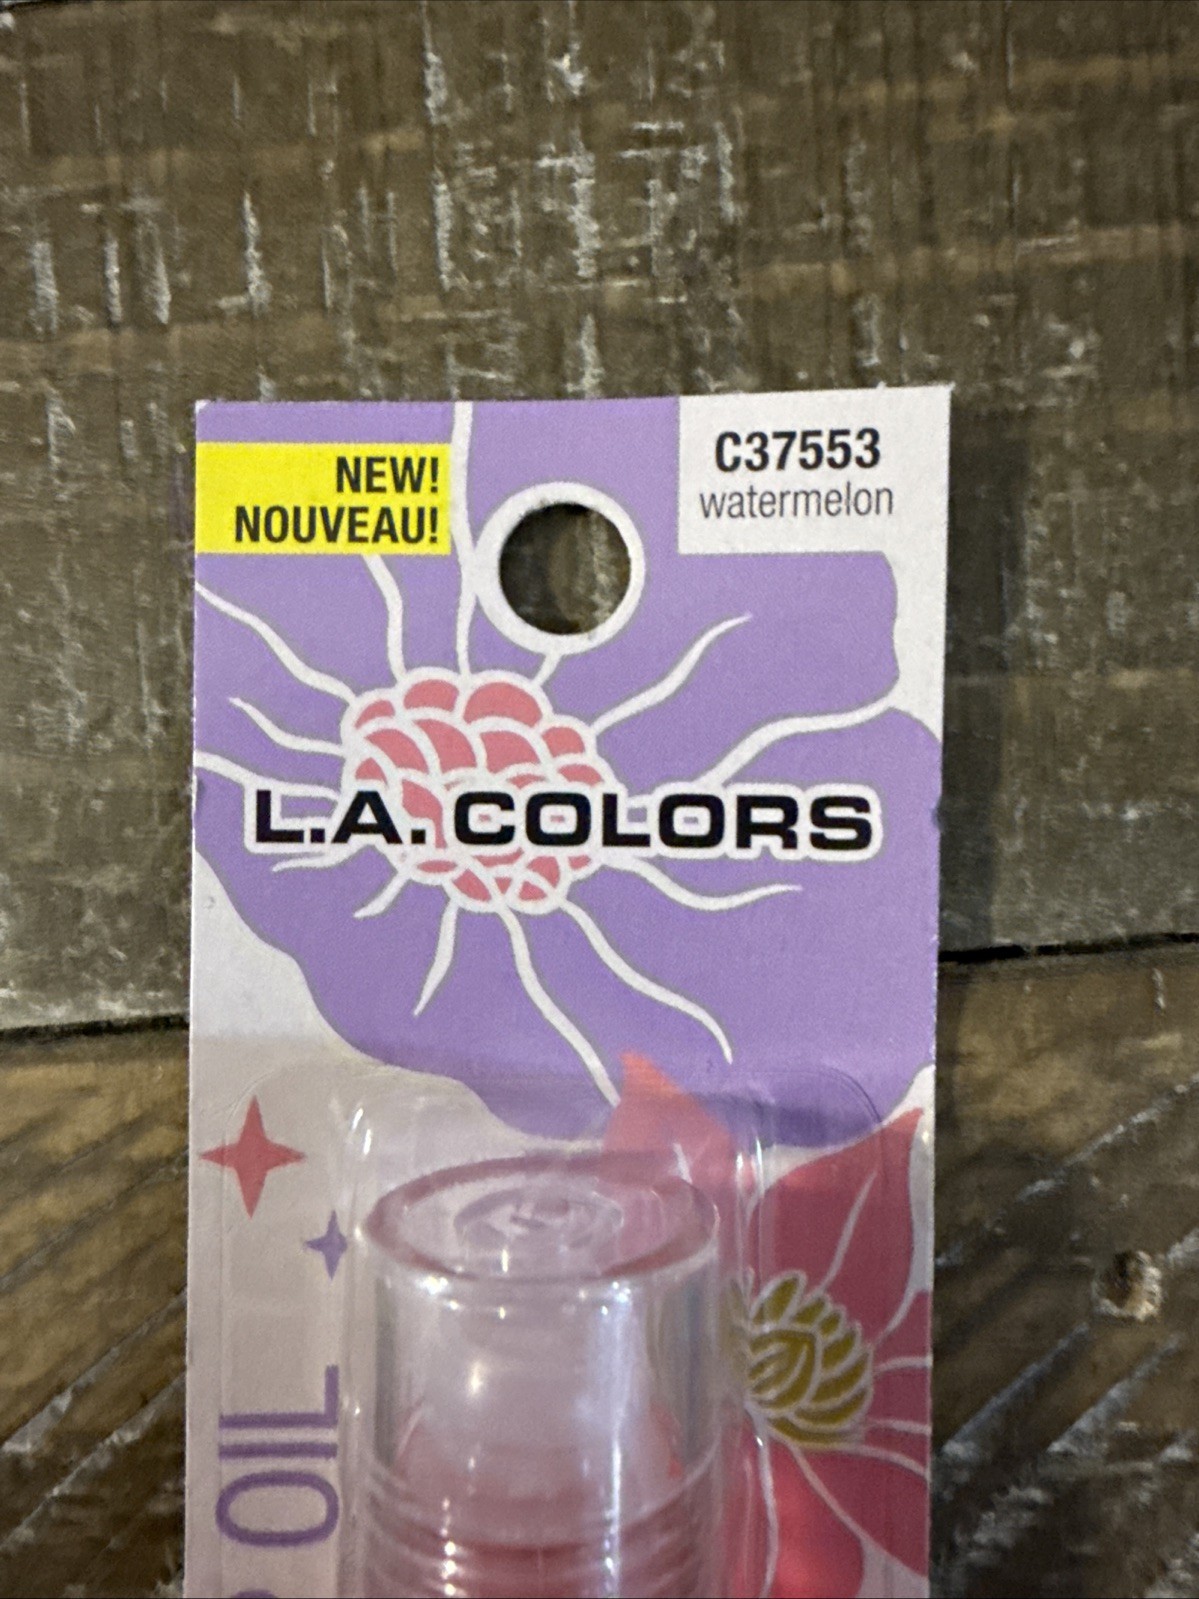 NEW!
NOUVEAU!
C37553
watermelon
L.A. COLORS
OIL